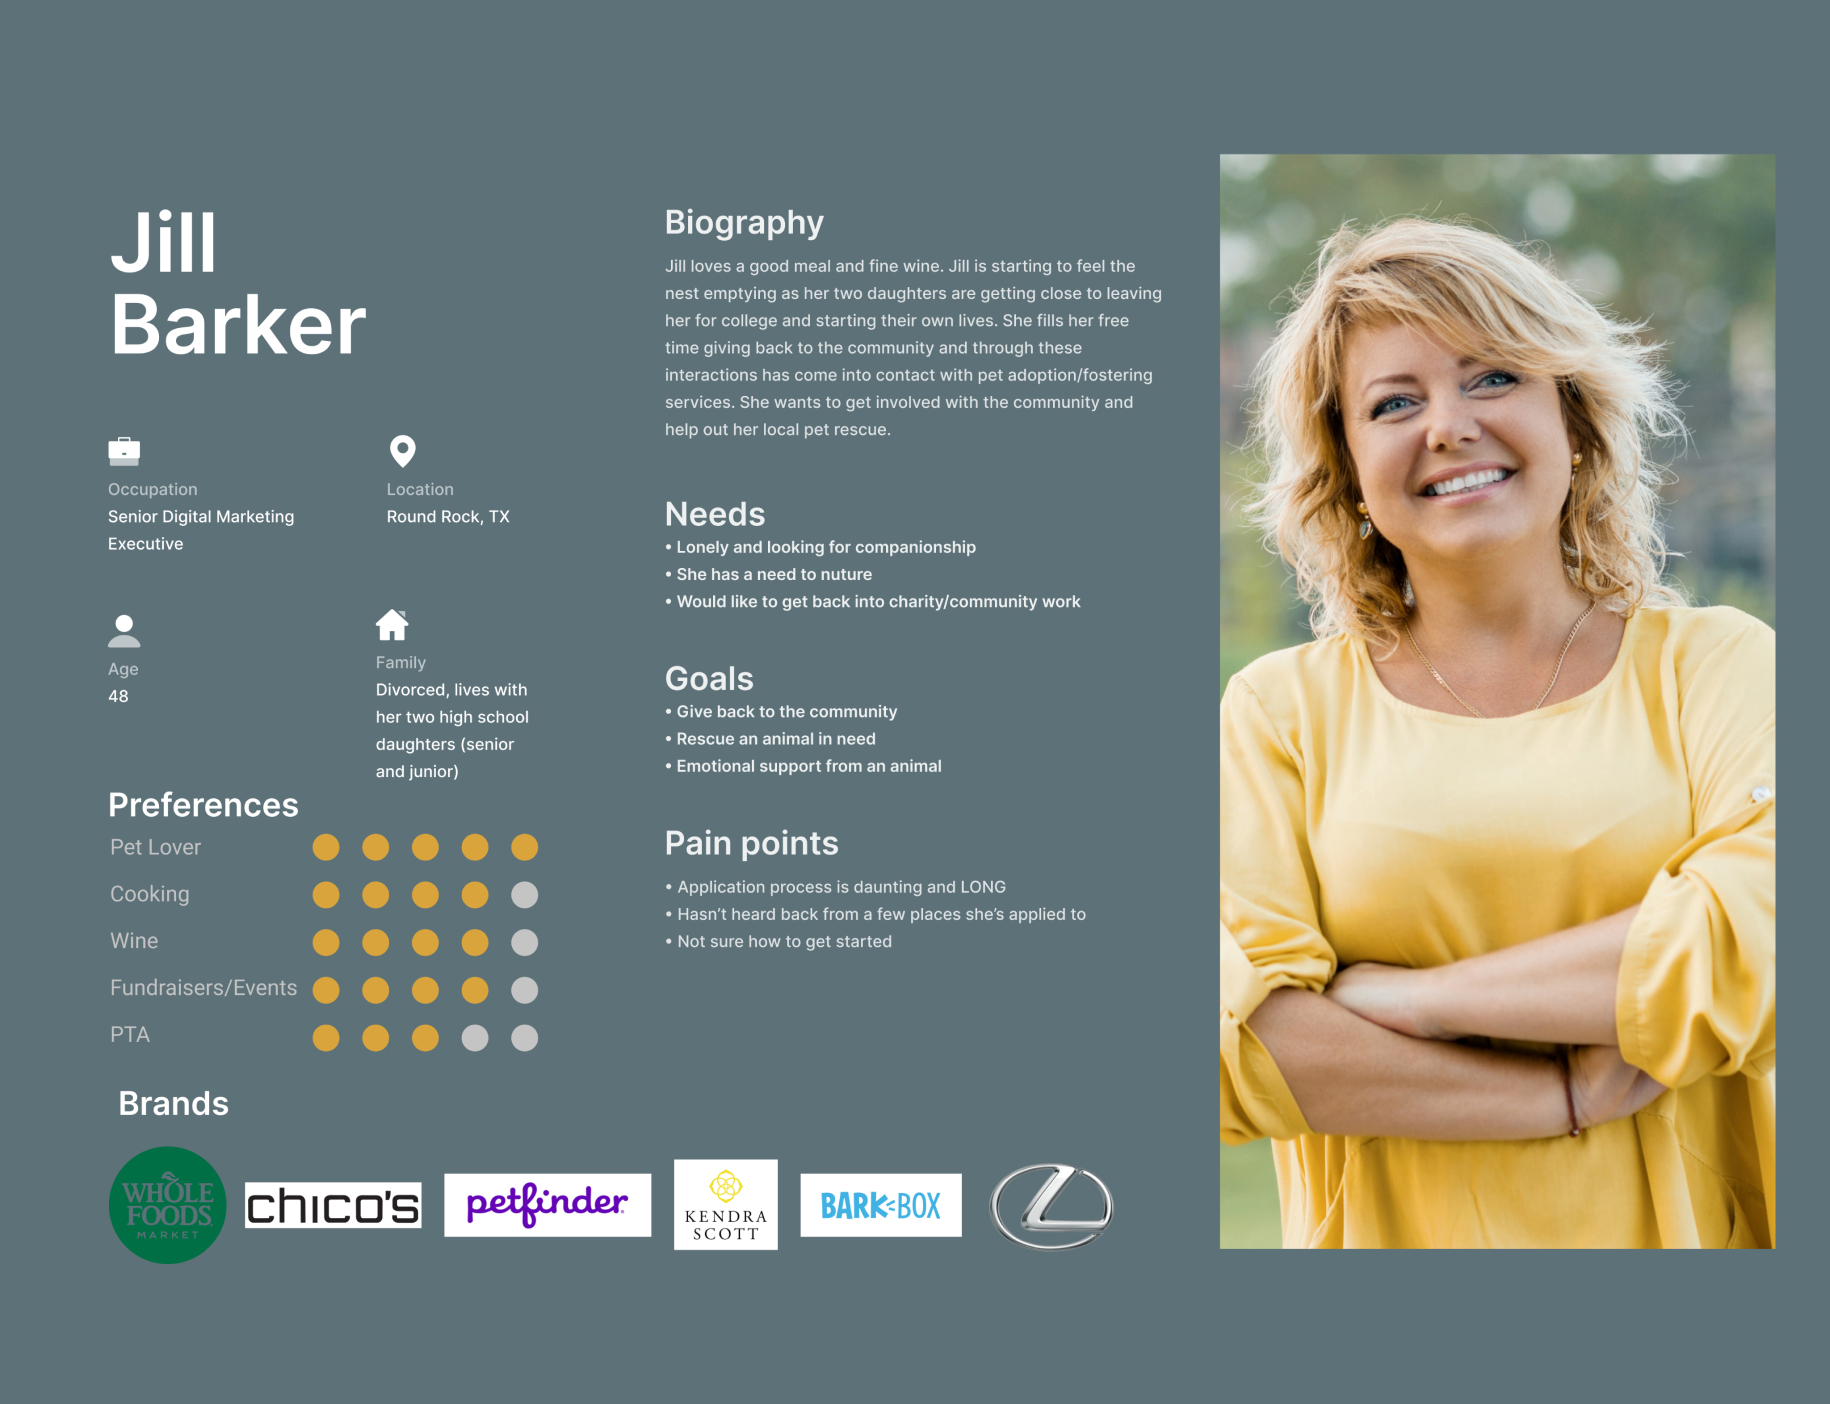 Jill
Barker
Occupation
Senior Digital Marketing
Executive
Location
Round Rock, TX
Age
48
Family
Divorced, lives with
her two high school
daughters (senior
and junior)
Preferences
Pet Lover
Cooking
Wine
Fundraisers/Events
PTA
Biography
Jill loves a good meal and fine wine. Jill is starting to feel the
nest emptying as her two daughters are getting close to leaving
her for college and starting their own lives. She fills her free
time giving back to the community and through these
interactions has come into contact with pet adoption/fostering
services. She wants to get involved with the community and
help out her local pet rescue.
Needs
• Lonely and looking for companionship
• She has a need to nuture
• Would like to get back into charity/community work
Goals
• Give back to the community
• Rescue an animal in need
• Emotional support from an animal
Pain points
• Application process is daunting and LONG
• Hasn’t heard back from a few places she’s applied to
• Not sure how to get started
Brands
WHOLE
FOODS
MARKET
chico's
petfinder
KENDRA
SCOTT
BARK BOX